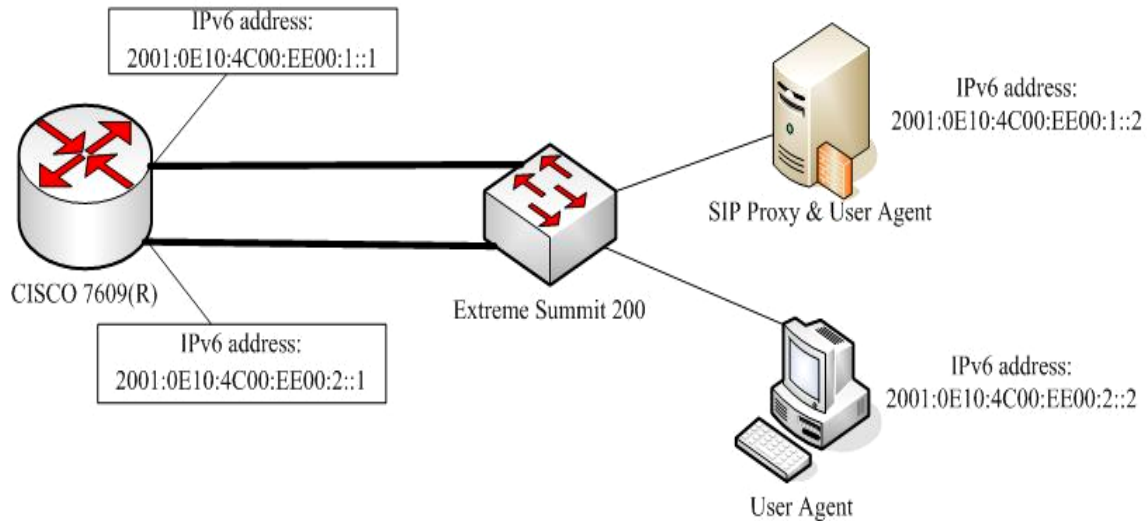 IPv6 address:
2001:0E10:4C00:EE00:1::1
IPv6 address:
2001:0E10:4C00:EE00:1::2
SIP Proxy & User Agent
CISCO 7609(R)
Extreme Summit 200
IPv6 address:
2001:0E10:4C00:EE00:2::1
IPv6 address:
2001:0E10:4C00:EE00:2::2
User Agent